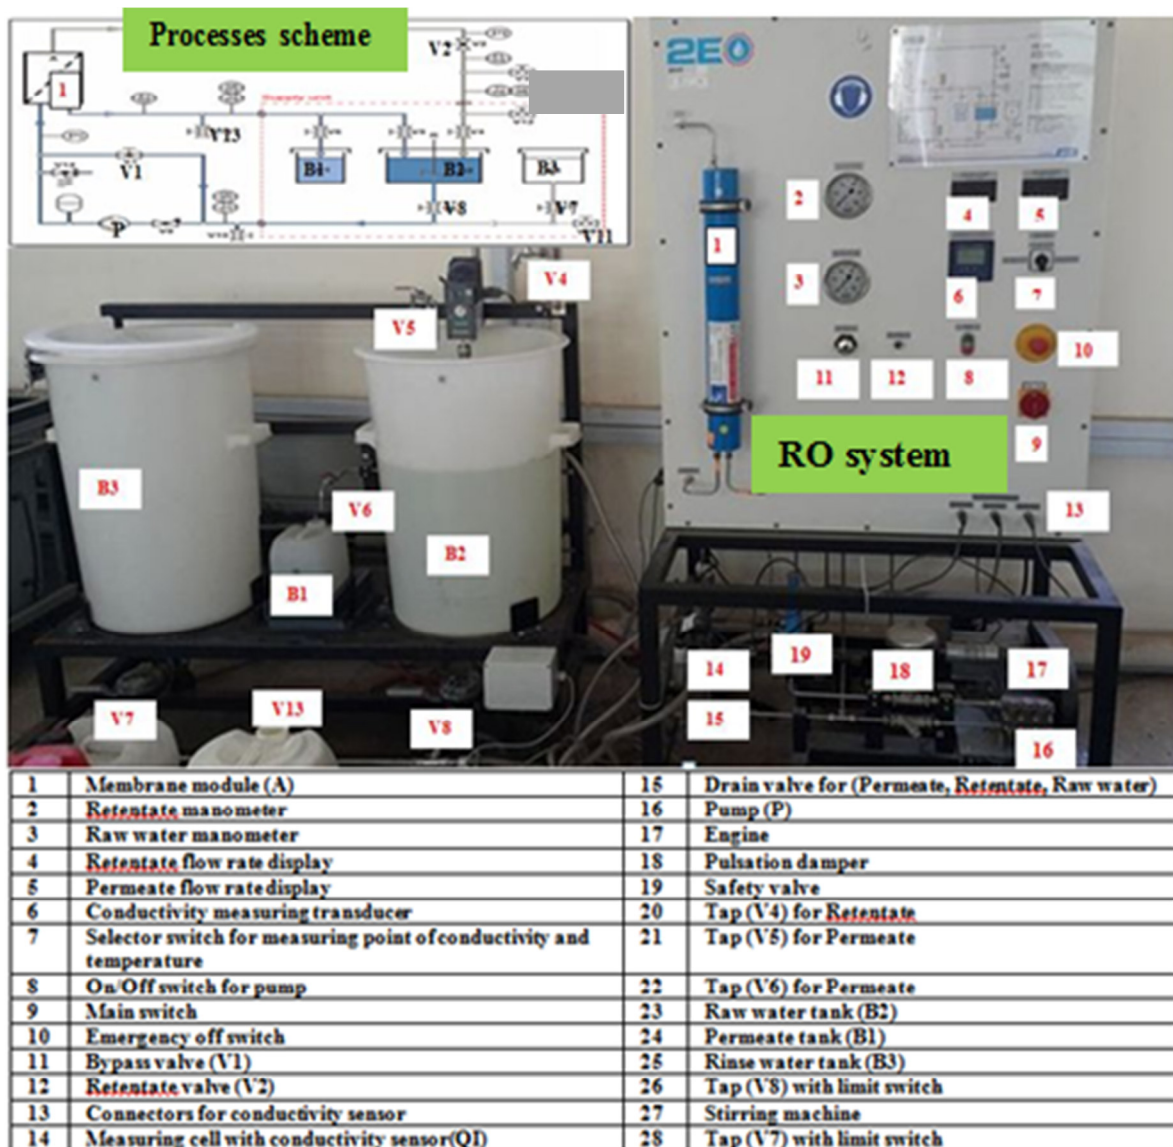 Processes scheme
V2
1
V13
V1
B1
B2
B3
V8
V7
P
V11
2EO
V4
V5
B3
V6
B2
B1
V7
V13
V8
1
2
3
4
5
6
7
11
12
8
10
9
RO system
13
14
19
18
17
15
16
1 Membrane module (A) 15 Drain valve for (Permeate, Retentate, Raw water)
2 Retentate manometer 16 Pump (P)
3 Raw water manometer 17 Engine
4 Retentate flow rate display 18 Pulsation damper
5 Permeate flow rate display 19 Safety valve
6 Conductivity measuring transducer 20 Tap (V4) for Retentate
7 Selector switch for measuring point of conductivity and temperature 21 Tap (V5) for Permeate
8 On/Off switch for pump 22 Tap (V6) for Permeate
9 Main switch 23 Raw water tank (B2)
10 Emergency off switch 24 Permeate tank (B1)
11 Bypass valve (V1) 25 Rinse water tank (B3)
12 Retentate valve (V2) 26 Tap (V8) with limit switch
13 Connectors for conductivity sensor 27 Stirring machine
14 Measuring cell with conductivity sensor(QI) 28 Tap (V7) with limit switch